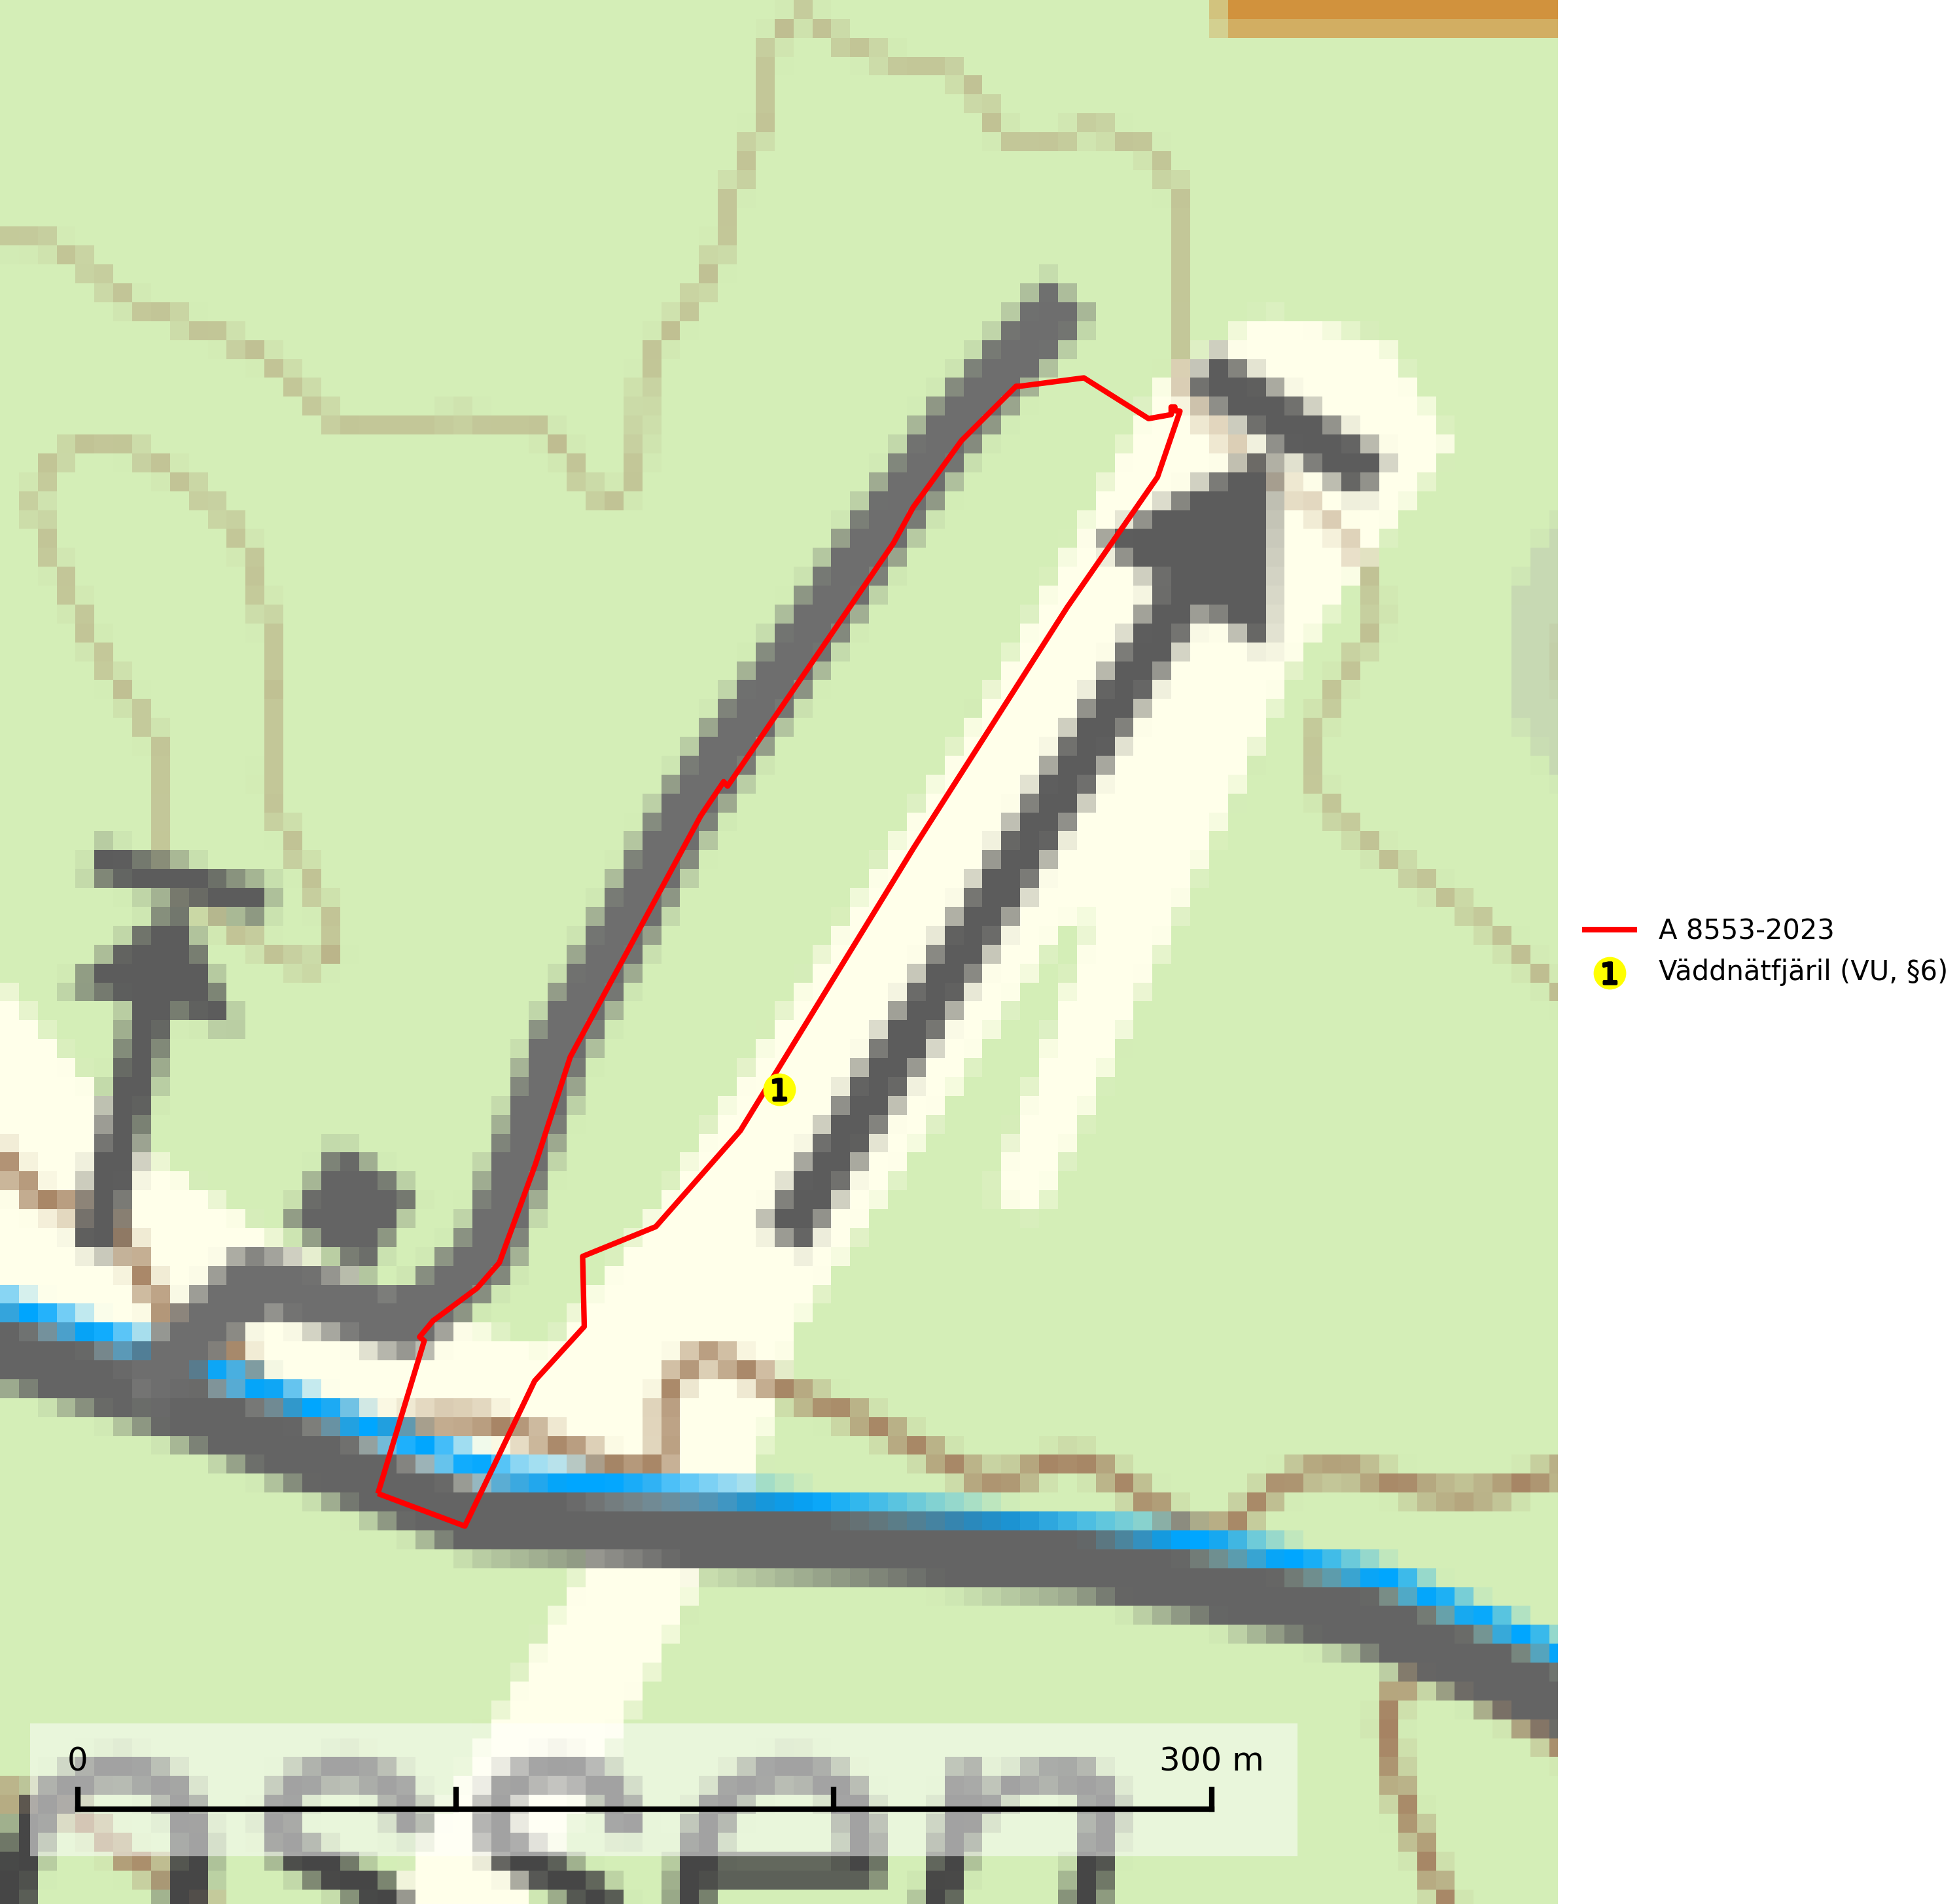 A 8553-2023
1 Väddnätfjäril (VU, §6)
1
0 300 m